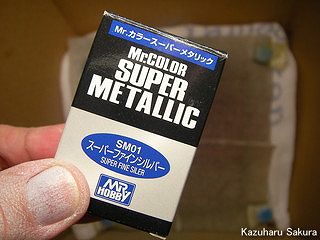 Mr.カラースーパーメタリック
Mr.COLOR
SUPER
METALLIC
SM01
スーパーファインシルバー
SUPER FINE SILER
MR.
HOBBY
Kazuharu Sakura